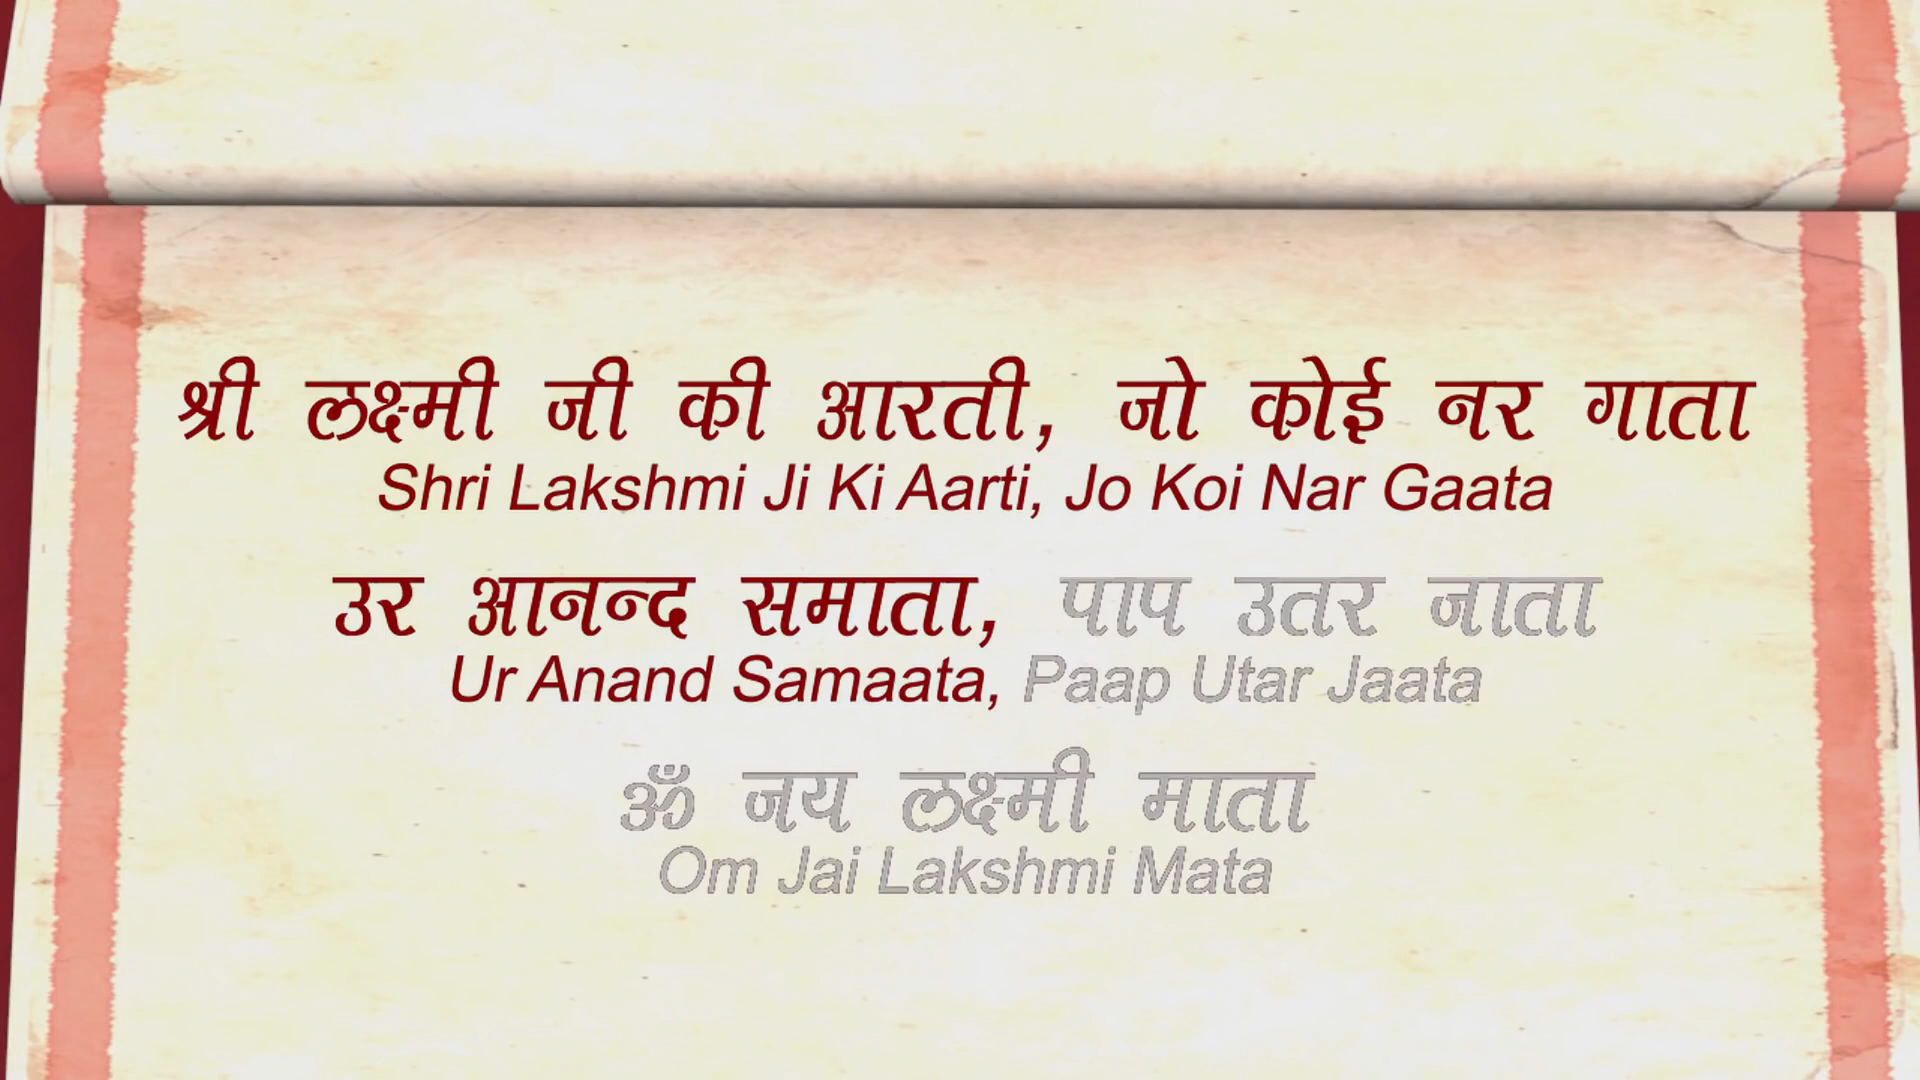 श्री लक्ष्मी जी की आरती, जो कोई नर गाता
Shri Lakshmi Ji Ki Aarti, Jo Koi Nar Gaata
उर आनन्द समाता, पाप उतर जाता
Ur Anand Samaata, Paap Utar Jaata
ॐ जय लक्ष्मी माता
Om Jai Lakshmi Mata